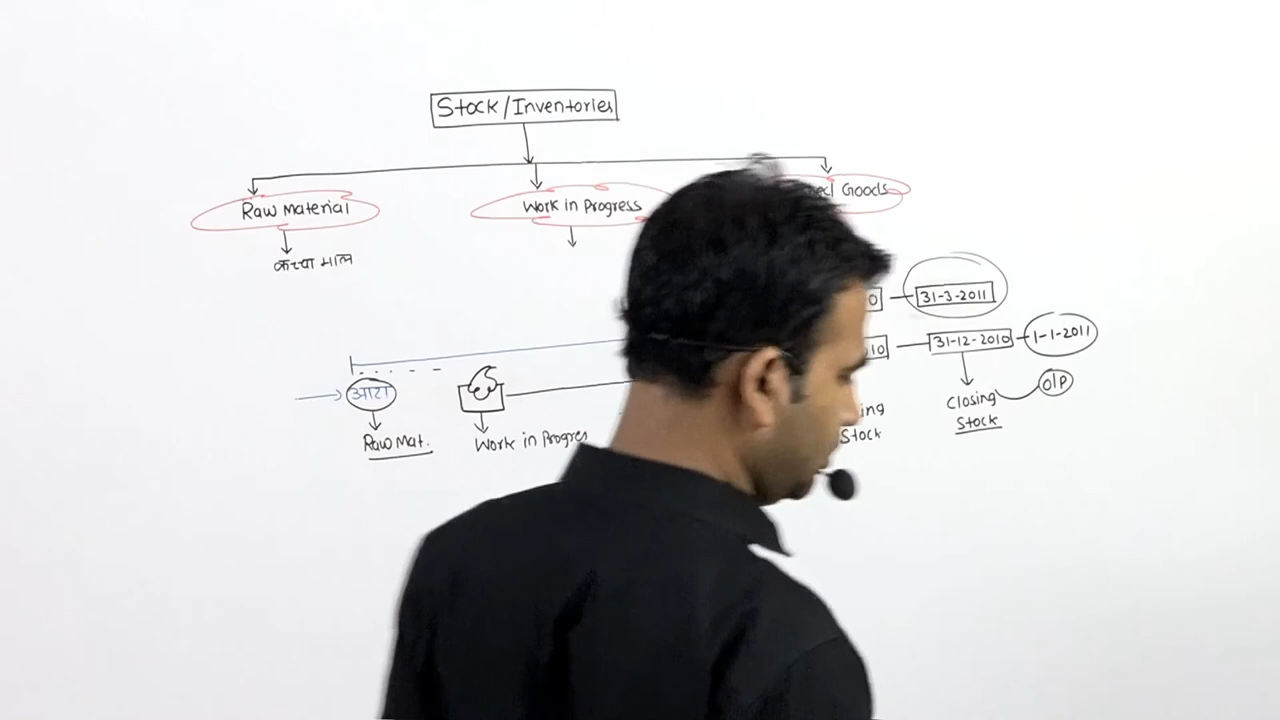 Stock/Inventories
Raw Material
Work in Progress
Goods
कच्चा माल
31-3-2011
31-12-2010
1-1-2011
आटा
Closing
Stock
O/P
Stock
Raw Mat.
Work in Progres